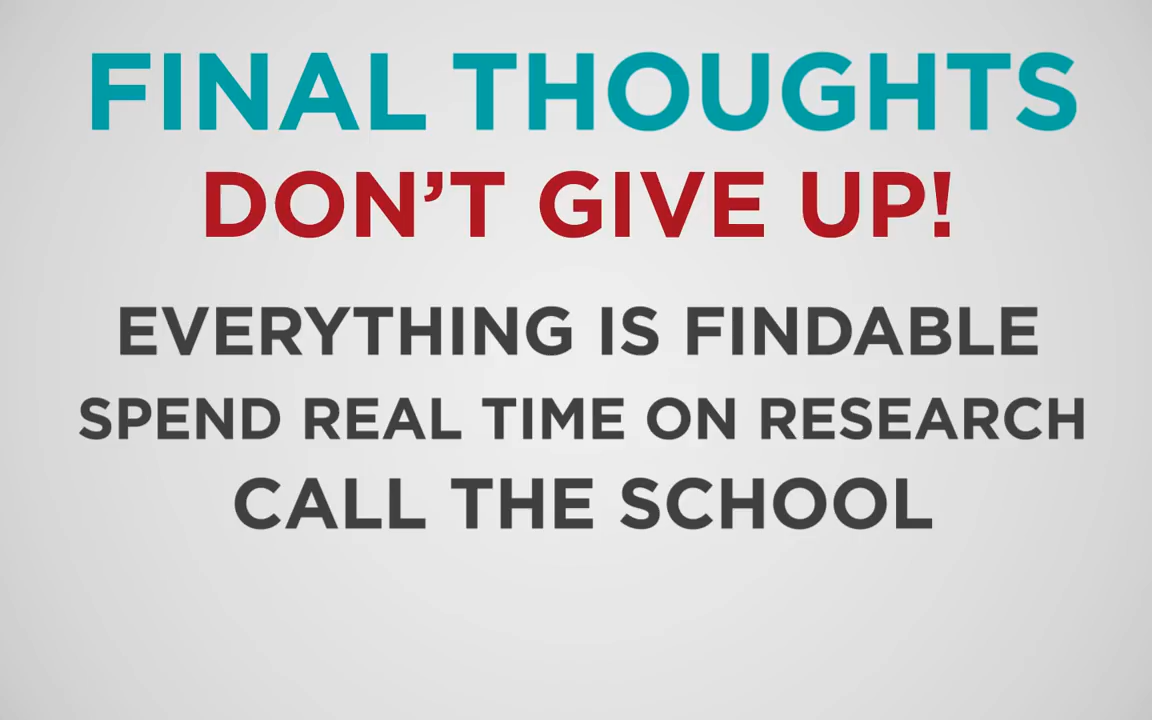 FINAL THOUGHTS
DON’T GIVE UP!
EVERYTHING IS FINDABLE
SPEND REAL TIME ON RESEARCH
CALL THE SCHOOL